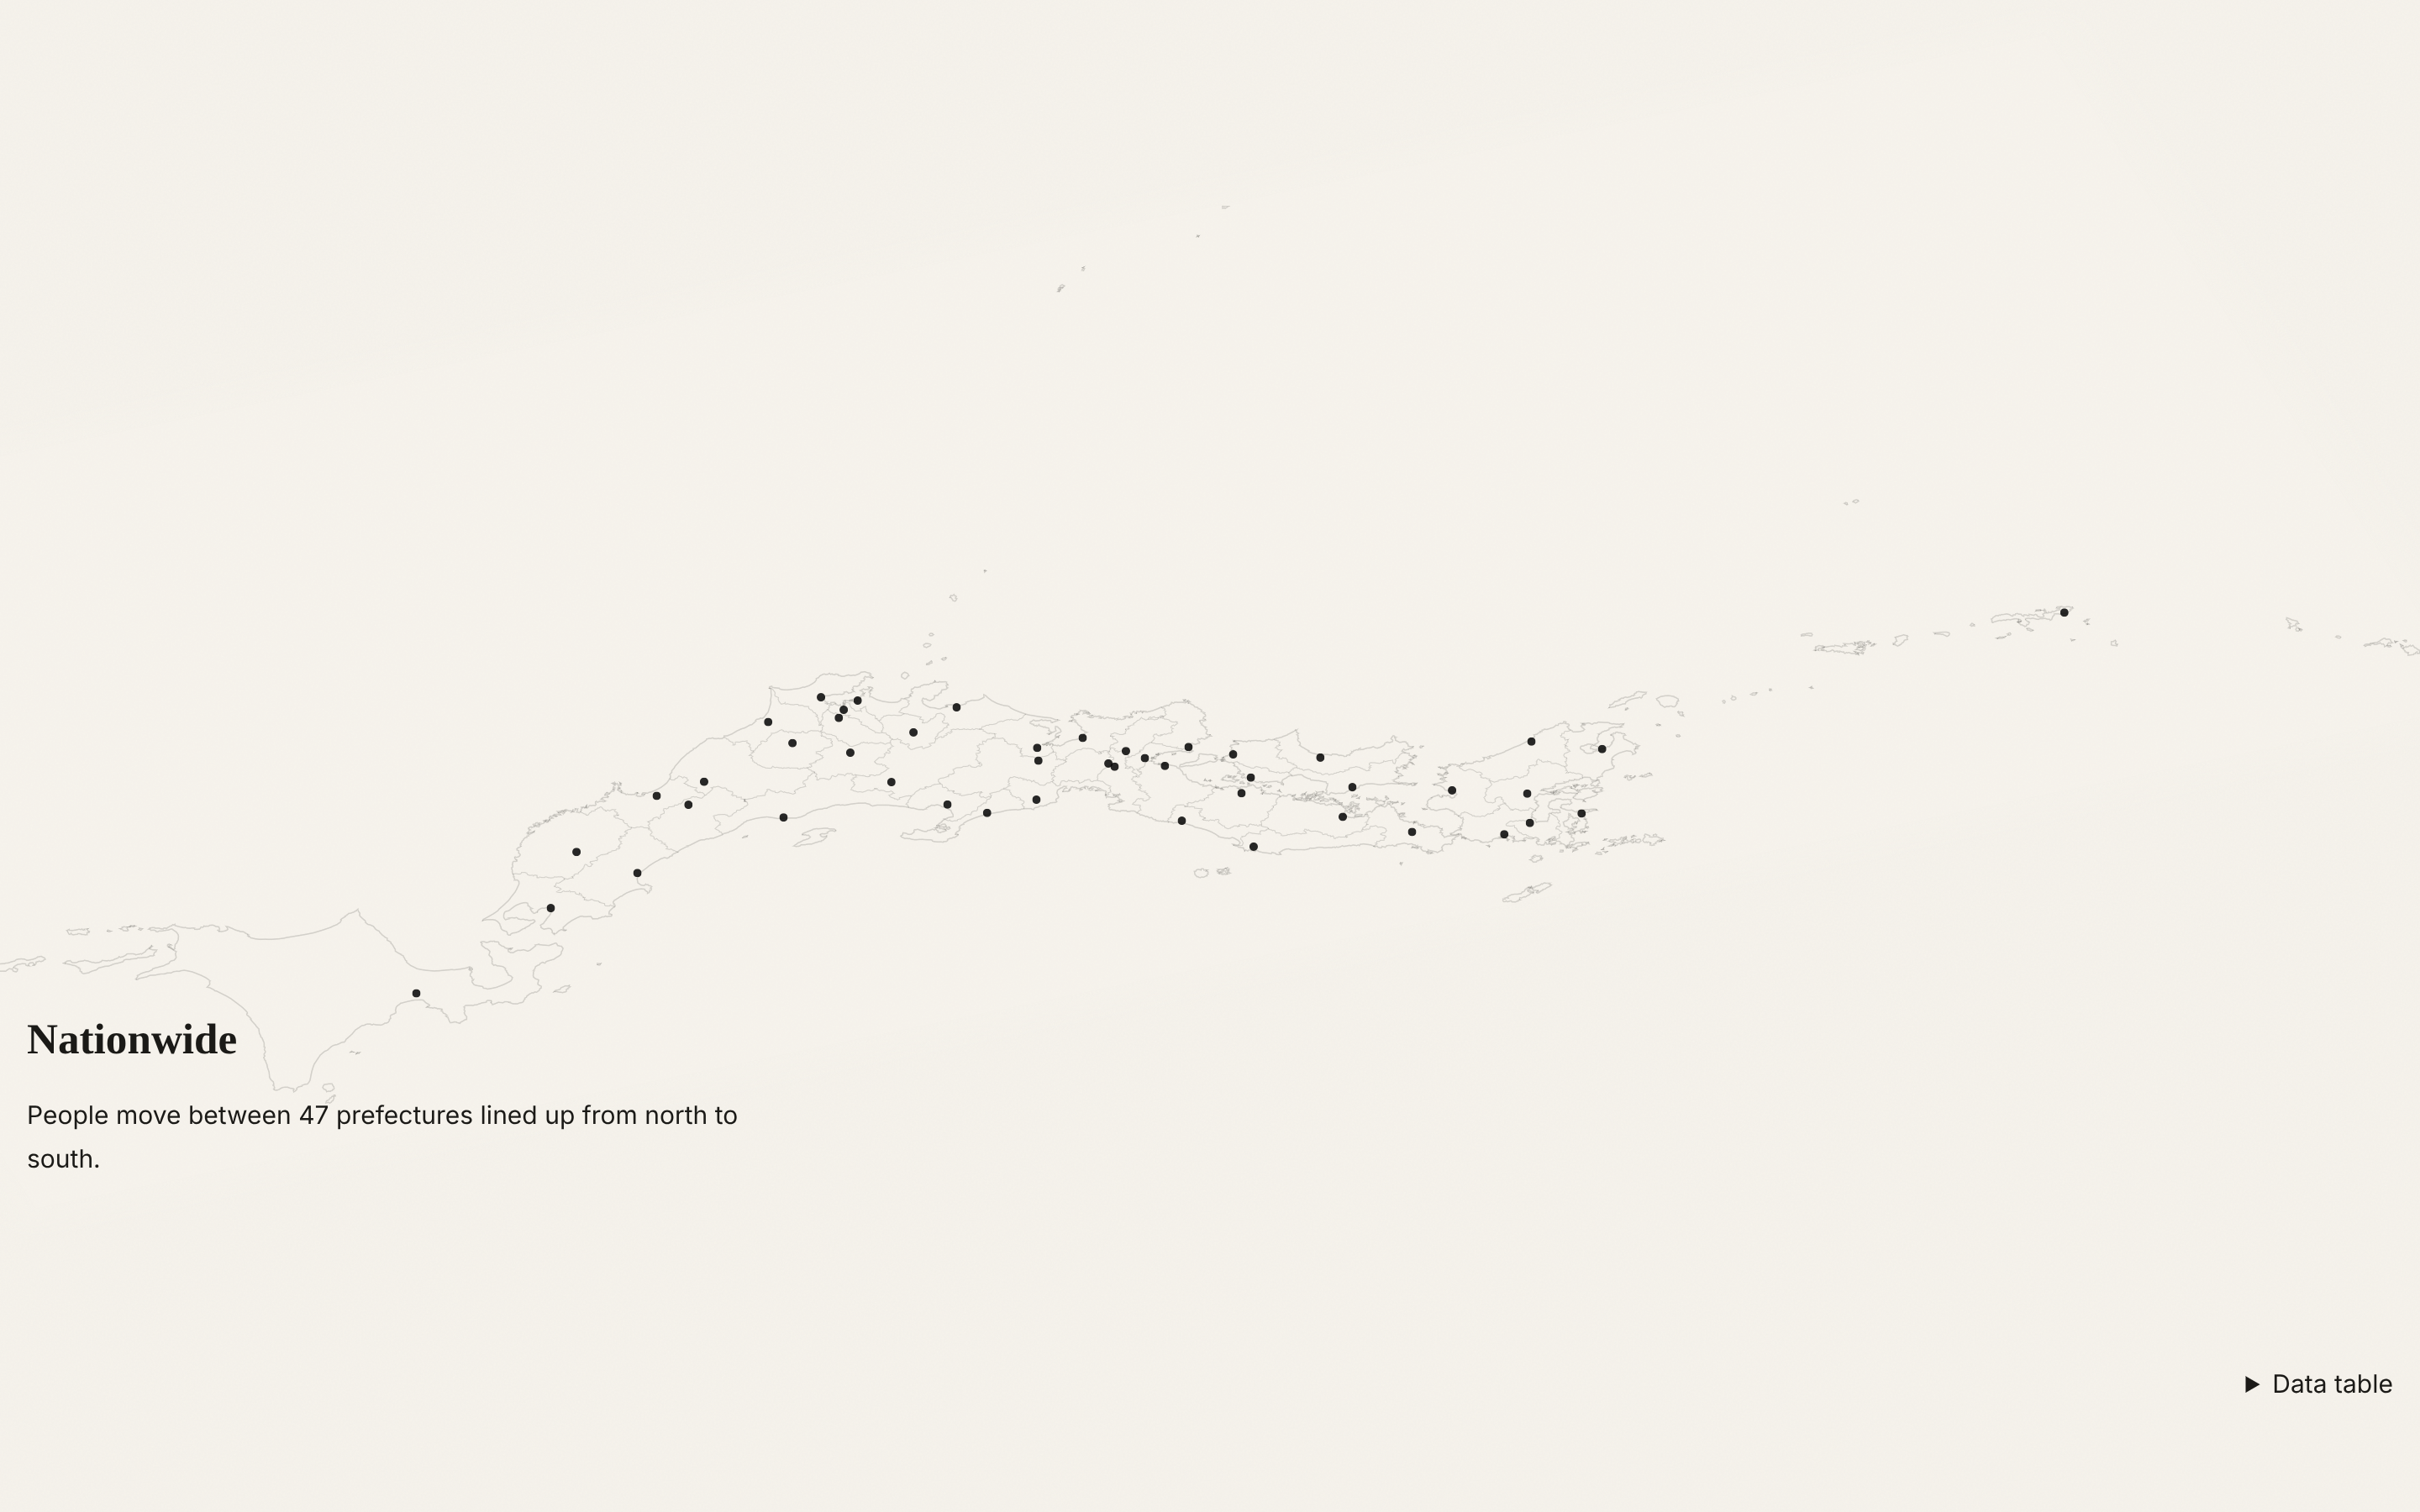 Nationwide
People move between 47 prefectures lined up from north to
south.
Data table